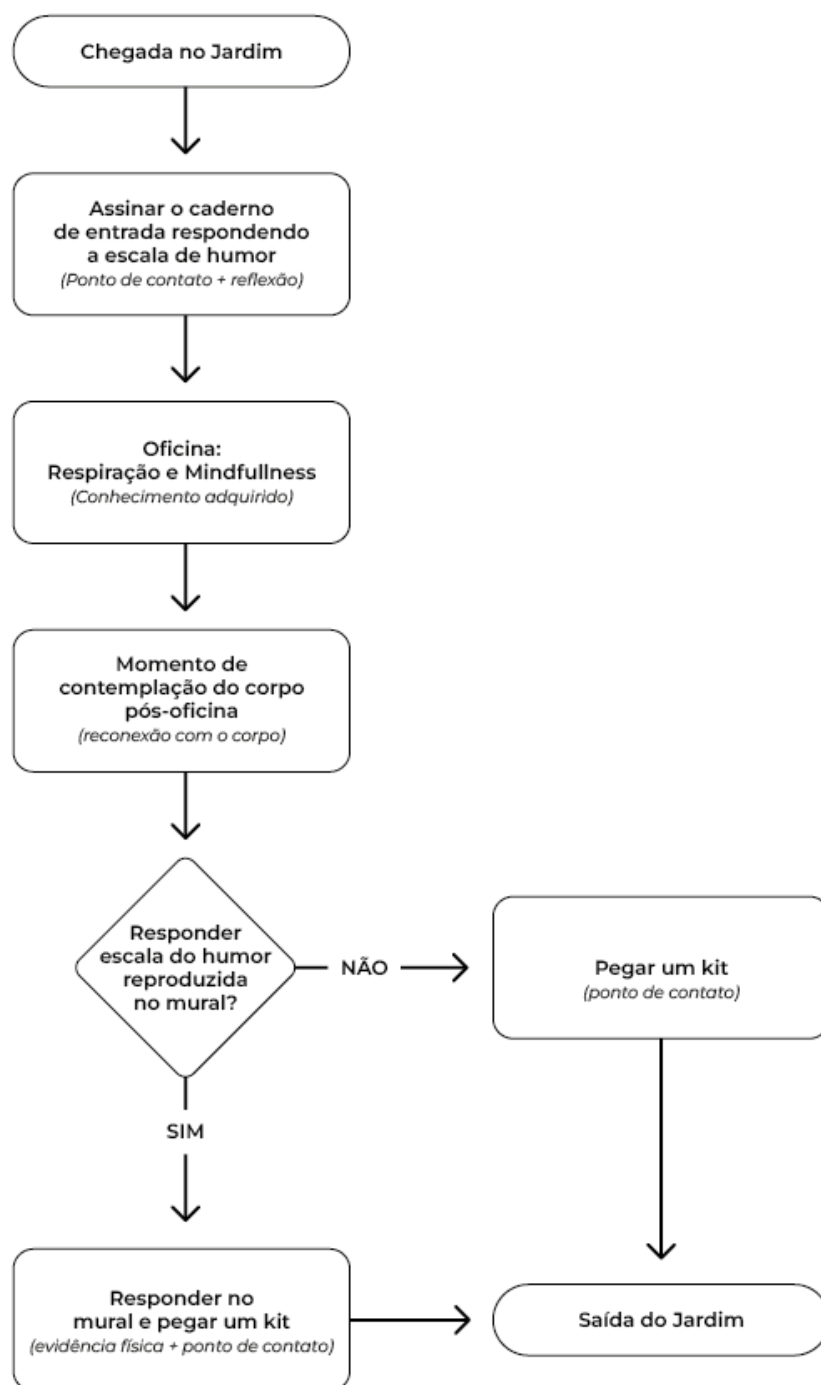 Chegada no Jardim
Assinar o caderno
de entrada respondendo
a escala de humor
(Ponto de contato + reflexão)
Oficina:
Respiração e Mindfullness
(Conhecimento adquirido)
Momento de
contemplação do corpo
pós-oficina
(reconexão com o corpo)
Responder
escala do humor
reproduzida
no mural?
NÃO
Pegar um kit
(ponto de contato)
SIM
Responder no
mural e pegar um kit
(evidência física + ponto de contato)
Saída do Jardim